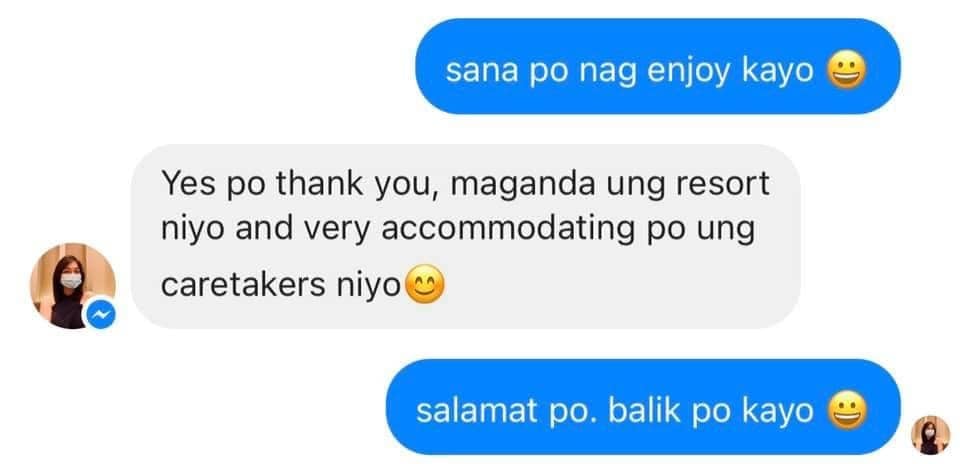 sana po nag enjoy kayo 😀
Yes po thank you, maganda ung resort
niyo and very accommodating po ung
caretakers niyo😊
salamat po. balik po kayo 😀